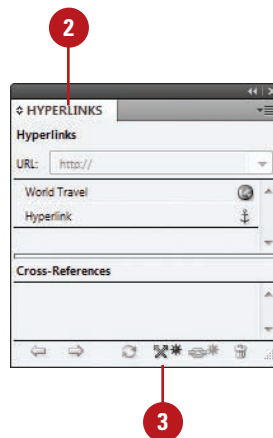 2
HYPERLINKS
Hyperlinks
URL: http://
World Travel
Hyperlink
Cross-References
3